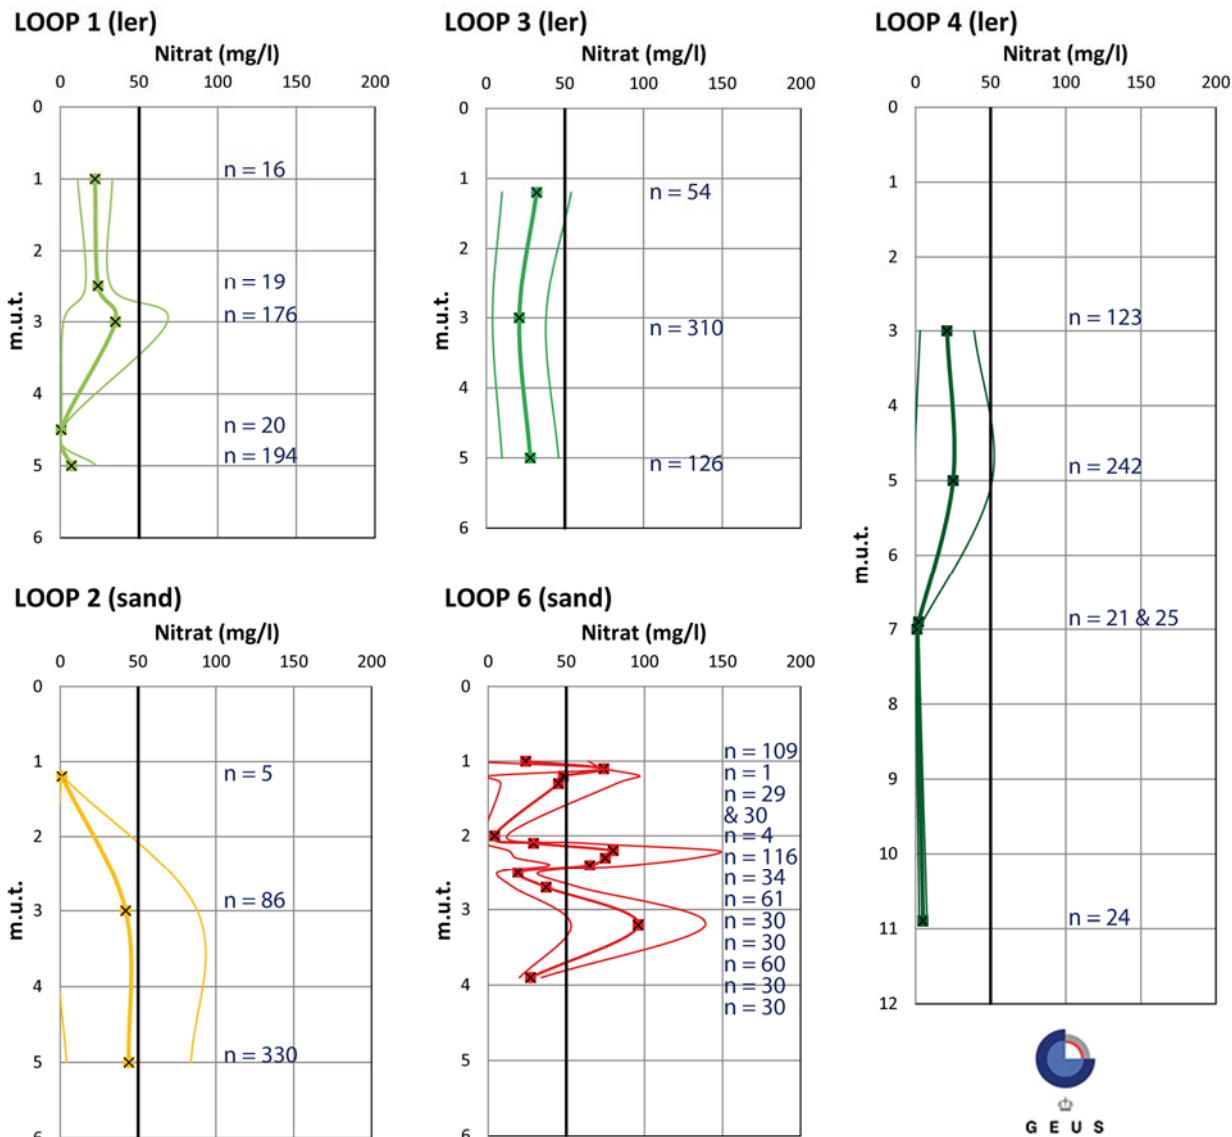 LOOP 1 (ler)
Nitrat (mg/l)
0 50 100 150 200
0
1
2
3
4
5
6
m.u.t.
n = 16
n = 19
n = 176
n = 20
n = 194
LOOP 3 (ler)
Nitrat (mg/l)
0 50 100 150 200
0
1
2
3
4
5
6
m.u.t.
n = 54
n = 310
n = 126
LOOP 4 (ler)
Nitrat (mg/l)
0 50 100 150 200
0
1
2
3
4
5
6
7
8
9
10
11
12
m.u.t.
n = 123
n = 242
n = 21 & 25
n = 24
LOOP 2 (sand)
Nitrat (mg/l)
0 50 100 150 200
0
1
2
3
4
5
6
m.u.t.
n = 5
n = 86
n = 330
LOOP 6 (sand)
Nitrat (mg/l)
0 50 100 150 200
0
1
2
3
4
5
6
m.u.t.
n = 109
n = 1
n = 29
& 30
n = 4
n = 116
n = 34
n = 61
n = 30
n = 30
n = 60
n = 30
n = 30
G E U S